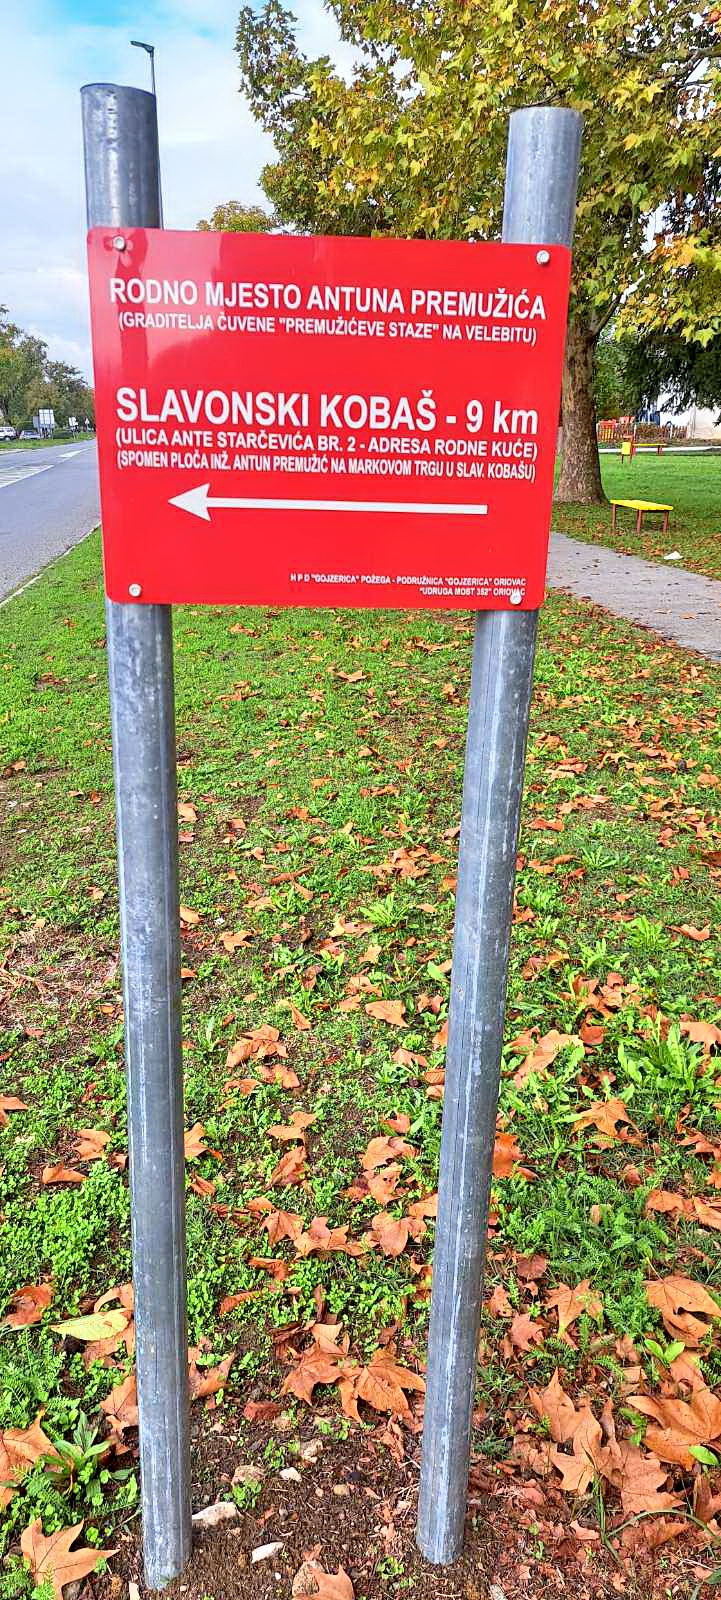 RODNO MJESTO ANTUNA PREMUŽIĆA
(GRADITELJA ČUVENE "PREMUŽIĆEVE STAZE" NA VELEBITU)
SLAVONSKI KOBAŠ - 9 km
(ULICA ANTE STARČEVIĆA BR. 2 - ADRESA RODNE KUĆE)
(SPOMEN PLOČA INŽ. ANTUN PREMUŽIĆ NA MARKOVOM TRGU U SLAV. KOBAŠU)
H P D "GOJZERICA" POŽEGA - PODRUŽNICA "GOJZERICA" ORIOVAC
"UDRUGA MOST 352" ORIOVAC